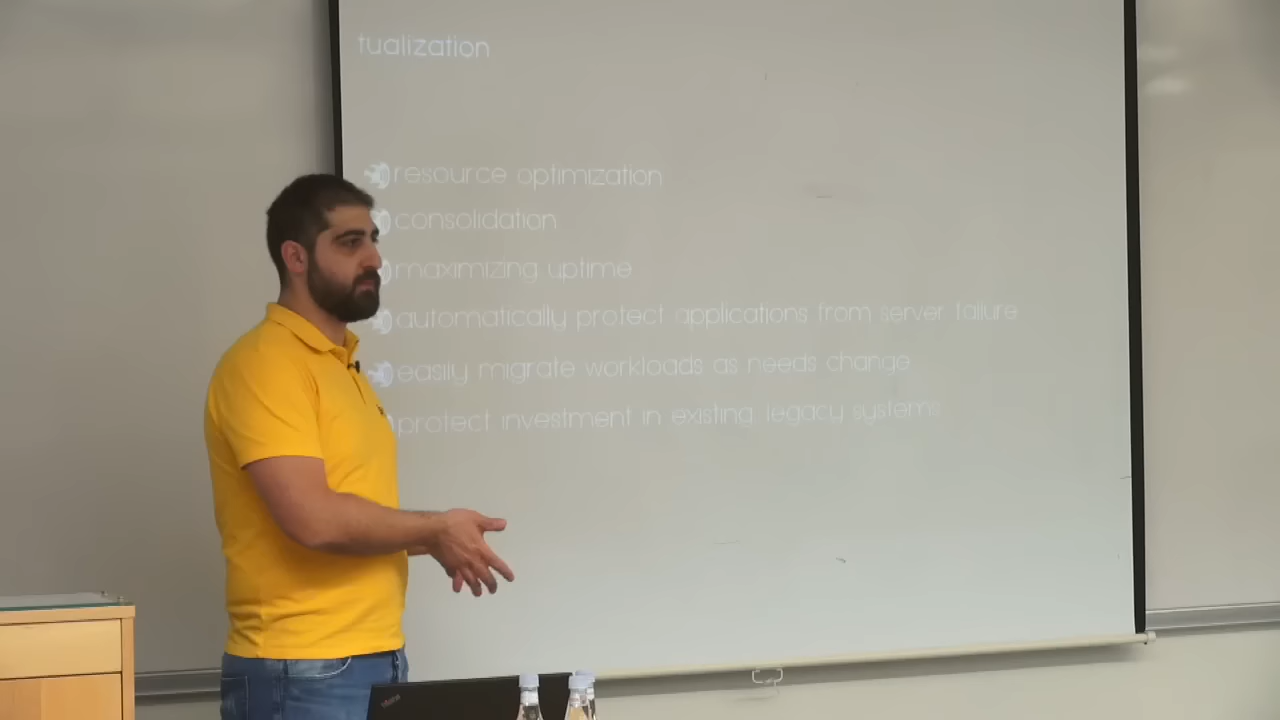 tualization
resource optimization
consolidation
maximizing uptime
automatically protect applications from server failure
easily migrate workloads as needs change
protect investment in existing legacy systems